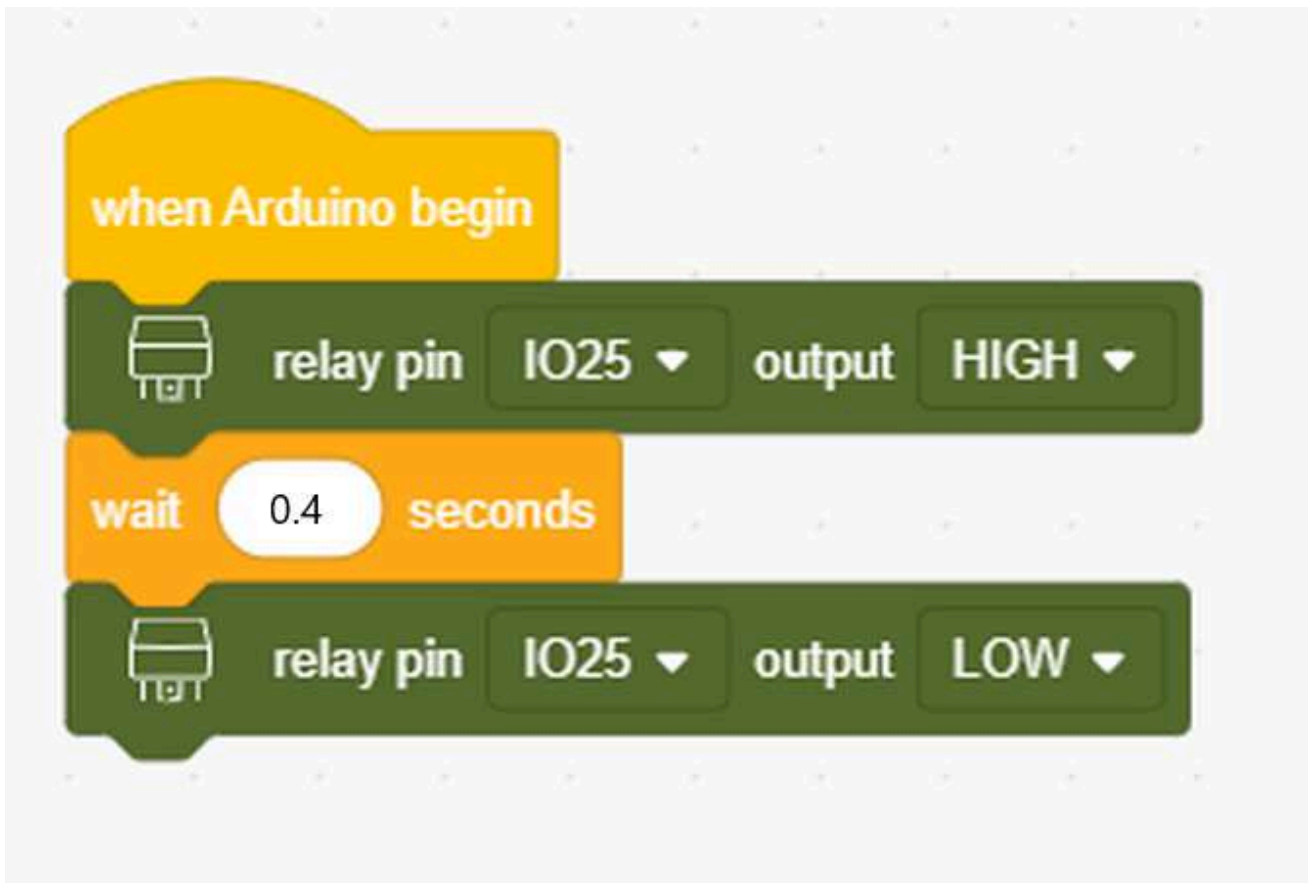 when Arduino begin
relay pin IO25 output HIGH
wait 0.4 seconds
relay pin IO25 output LOW